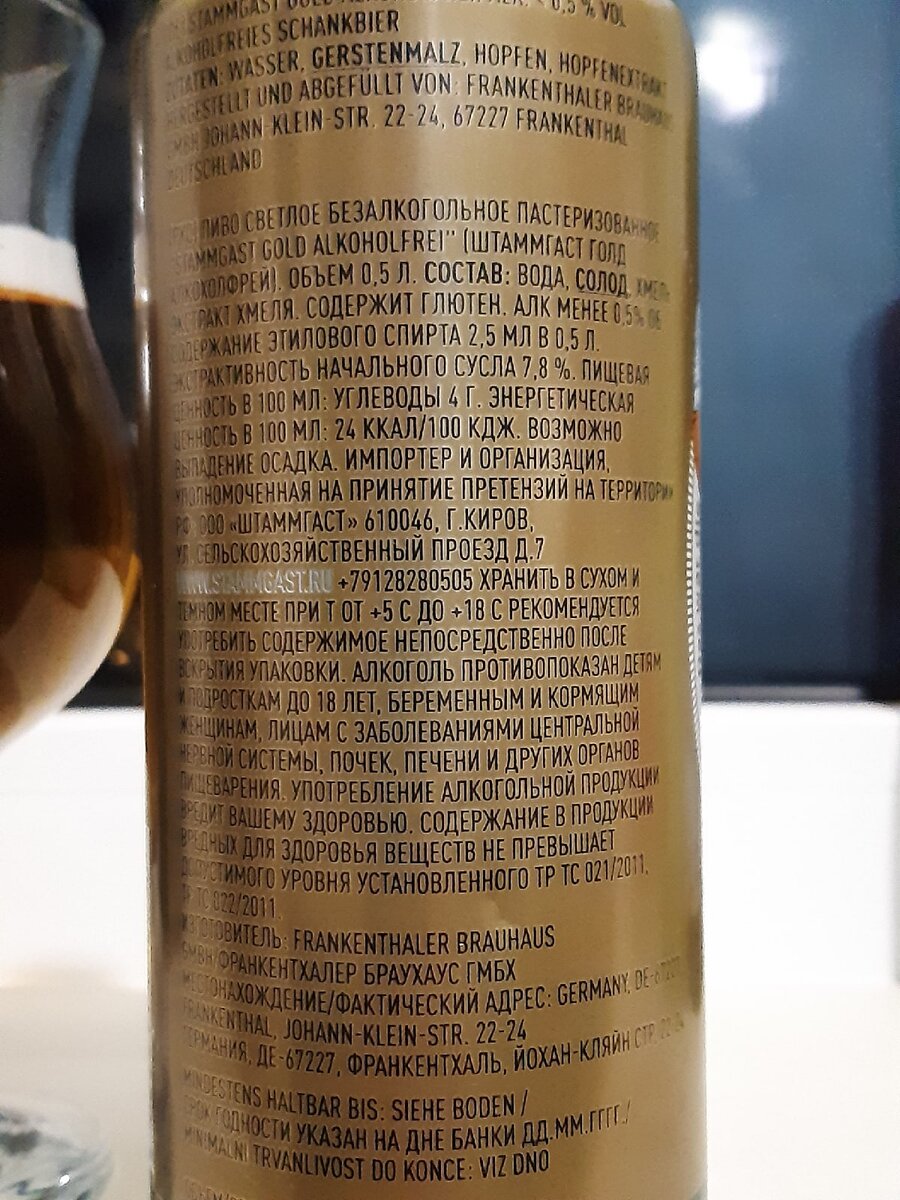 STAMMGAST GOLD < 0,5 % VOL
ALKOHOLFREIES SCHANKBIER
ZUTATEN: WASSER, GERSTENMALZ, HOPFEN, HOPFENEXTRAKT
HERGESTELLT UND ABGEFÜLLT VON: FRANKENTHALER BRAUHAUS
GMBH JOHANN-KLEIN-STR. 22-24, 67227 FRANKENTHAL
DEUTSCHLAND
ПИВО СВЕТЛОЕ БЕЗАЛКОГОЛЬНОЕ ПАСТЕРИЗОВАННОЕ
"STAMMGAST GOLD ALKOHOLFREI" (ШТАММГАСТ ГОЛД
АЛКОХОЛФРЕЙ). ОБЪЕМ 0,5 Л. СОСТАВ: ВОДА, СОЛОД, ХМЕЛЬ
ЭКСТРАКТ ХМЕЛЯ. СОДЕРЖИТ ГЛЮТЕН. АЛК МЕНЕЕ 0,5% ОБ
СОДЕРЖАНИЕ ЭТИЛОВОГО СПИРТА 2,5 МЛ В 0,5 Л.
ЭКСТРАКТИВНОСТЬ НАЧАЛЬНОГО СУСЛА 7,8 %. ПИЩЕВАЯ
ЦЕННОСТЬ В 100 МЛ: УГЛЕВОДЫ 4 Г. ЭНЕРГЕТИЧЕСКАЯ
ЦЕННОСТЬ В 100 МЛ: 24 ККАЛ/100 КДЖ. ВОЗМОЖНО
ВЫПАДЕНИЕ ОСАДКА. ИМПОРТЕР И ОРГАНИЗАЦИЯ,
УПОЛНОМОЧЕННАЯ НА ПРИНЯТИЕ ПРЕТЕНЗИЙ НА ТЕРРИТОРИИ
РФ: ООО «ШТАММГАСТ» 610046, Г.КИРОВ,
УЛ.СЕЛЬСКОХОЗЯЙСТВЕННЫЙ ПРОЕЗД Д.7
WWW.STAMMGAST.RU +79128280505 ХРАНИТЬ В СУХОМ И
ТЕМНОМ МЕСТЕ ПРИ Т ОТ +5 С ДО +18 С РЕКОМЕНДУЕТСЯ
УПОТРЕБИТЬ СОДЕРЖИМОЕ НЕПОСРЕДСТВЕННО ПОСЛЕ
ВСКРЫТИЯ УПАКОВКИ. АЛКОГОЛЬ ПРОТИВОПОКАЗАН ДЕТЯМ
И ПОДРОСТКАМ ДО 18 ЛЕТ, БЕРЕМЕННЫМ И КОРМЯЩИМ
ЖЕНЩИНАМ, ЛИЦАМ С ЗАБОЛЕВАНИЯМИ ЦЕНТРАЛЬНОЙ
НЕРВНОЙ СИСТЕМЫ, ПОЧЕК, ПЕЧЕНИ И ДРУГИХ ОРГАНОВ
ПИЩЕВАРЕНИЯ. УПОТРЕБЛЕНИЕ АЛКОГОЛЬНОЙ ПРОДУКЦИИ
ВРЕДИТ ВАШЕМУ ЗДОРОВЬЮ. СОДЕРЖАНИЕ В ПРОДУКЦИИ
ВРЕДНЫХ ДЛЯ ЗДОРОВЬЯ ВЕЩЕСТВ НЕ ПРЕВЫШАЕТ
ДОПУСТИМОГО УРОВНЯ УСТАНОВЛЕННОГО ТР ТС 021/2011,
ТР ТС 022/2011.
ИЗГОТОВИТЕЛЬ: FRANKENTHALER BRAUHAUS
GMBH/ФРАНКЕНТХАЛЕР БРАУХАУС ГМБХ
МЕСТОНАХОЖДЕНИЕ/ФАКТИЧЕСКИЙ АДРЕС: GERMANY, DE-67227
FRANKENTHAL, JOHANN-KLEIN-STR. 22-24
ГЕРМАНИЯ, ДЕ-67227, ФРАНКЕНТХАЛЬ, ЙОХАН-КЛЯЙН СТР. 22-24
MINDESTENS HALTBAR BIS: SIEHE BODEN /
СРОК ГОДНОСТИ УКАЗАН НА ДНЕ БАНКИ ДД.ММ.ГГГГ./
MINIMALNI TRVANLIVOST DO KONCE: VIZ DNO